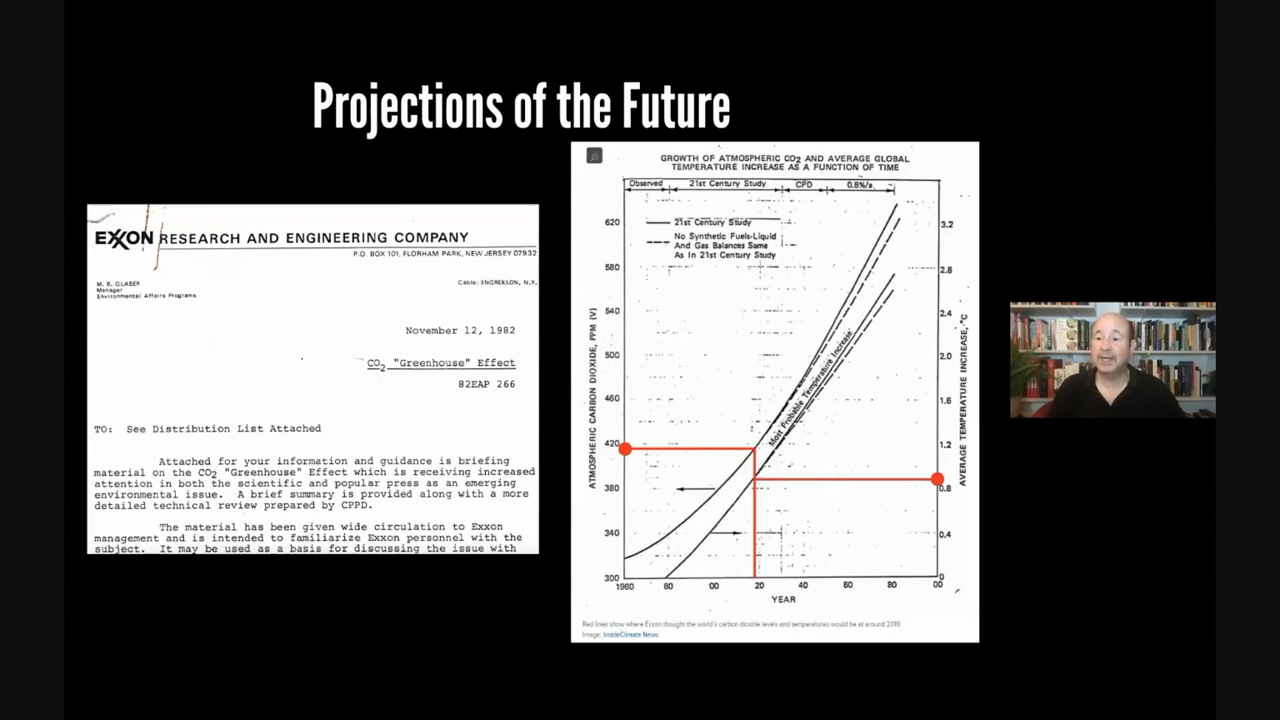 Projections of the Future
EXXON RESEARCH AND ENGINEERING COMPANY
P.O. BOX 101, FLORHAM PARK, NEW JERSEY 07932
M. B. GLASER
Manager
Environmental Affairs Programs
Cable: ENGREXXON, N.Y.
November 12, 1982
CO2 "Greenhouse" Effect
82EAP 266
TO: See Distribution List Attached
Attached for your information and guidance is briefing
material on the CO2 "Greenhouse" Effect which is receiving increased
attention in both the scientific and popular press as an emerging
environmental issue. A brief summary is provided along with a more
detailed technical review prepared by CPPD.
The material has been given wide circulation to Exxon
management and is intended to familiarize Exxon personnel with the
subject. It may be used as a basis for discussing the issue with
GROWTH OF ATMOSPHERIC CO2 AND AVERAGE GLOBAL
TEMPERATURE INCREASE AS A FUNCTION OF TIME
Observed 21st Century Study CPD 0.8%/a
21st Century Study
No Synthetic Fuels-Liquid
And Gas Balances Same
As In 21st Century Study
ATMOSPHERIC CARBON DIOXIDE, PPM (V)
620
580
540
500
460
420
380
340
300
Most Probable Temperature Increase
3.2
2.8
2.4
2.0
1.6
1.2
0.8
0.4
0
AVERAGE TEMPERATURE INCREASE, °C
1960 80 00 20 40 60 80 00
YEAR
Red lines show where Exxon thought the world's carbon dioxide levels and temperatures would be at around 2019.
Image: InsideClimate News